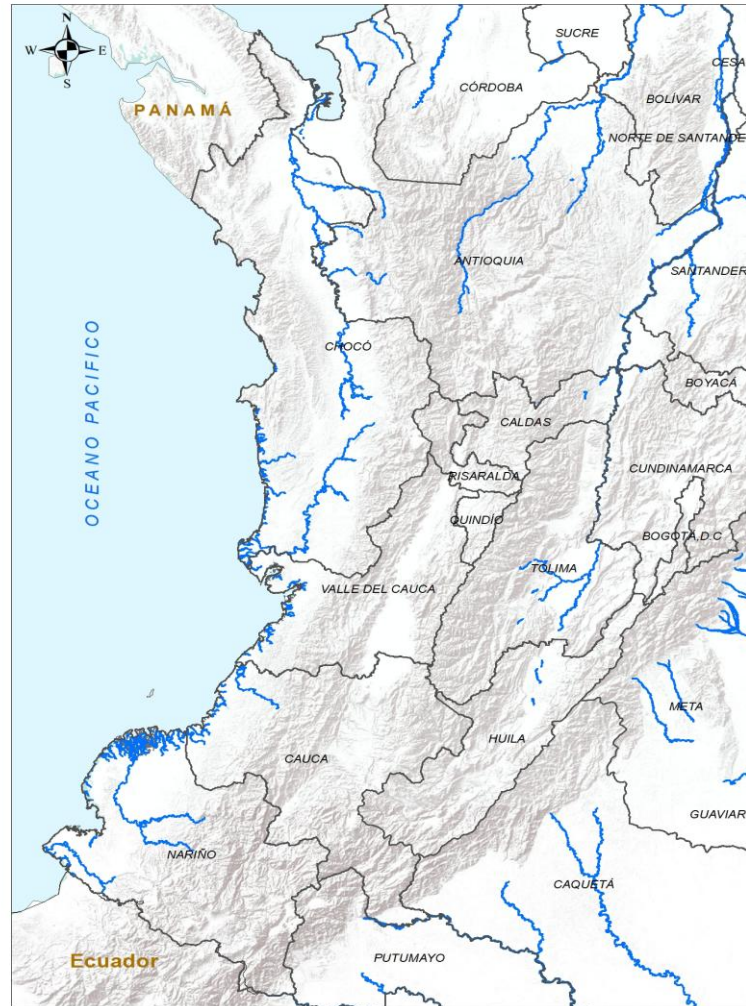 N
W E
S
SUCRE
CESA
CÓRDOBA
BOLÍVAR
PANAMÁ
NORTE DE SANTANDE
ANTIOQUIA
SANTANDER
OCEANO PACIFICO
CHOCÓ
BOYACÁ
CALDAS
CUNDINAMARCA
RISARALDA
QUINDÍO
BOGOTÁ,D.C
TOLIMA
VALLE DEL CAUCA
META
HUILA
CAUCA
GUAVIAR
NARIÑO
CAQUETÁ
PUTUMAYO
Ecuador